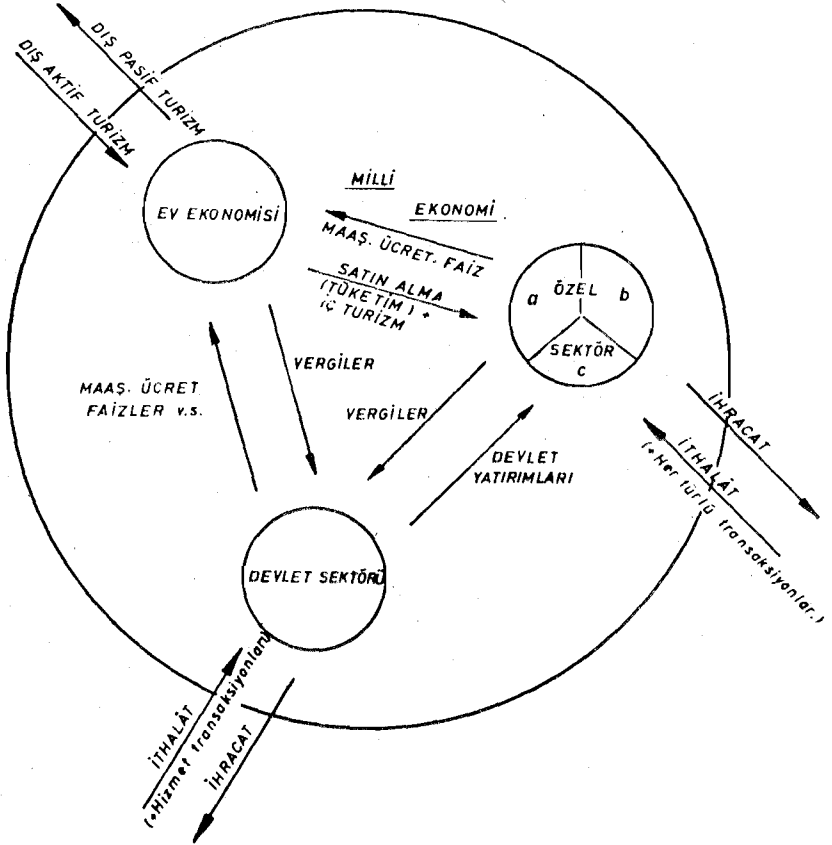 DIŞ PASİF TURİZM
DIŞ AKTİF TURİZM
EV EKONOMİSİ
MİLLİ
EKONOMİ
MAAŞ. ÜCRET. FAİZ
SATIN ALMA
(TÜKETİM) +
İÇ TURİZM
a ÖZEL b
SEKTÖR
c
VERGİLER
MAAŞ. ÜCRET
FAİZLER v.s.
VERGİLER
DEVLET
YATIRIMLARI
İHRACAT
İTHALÂT
(+Her türlü transaksiyonlar.)
DEVLET SEKTÖRÜ
İTHALÂT
(+Hizmet transaksiyonları)
İHRACAT